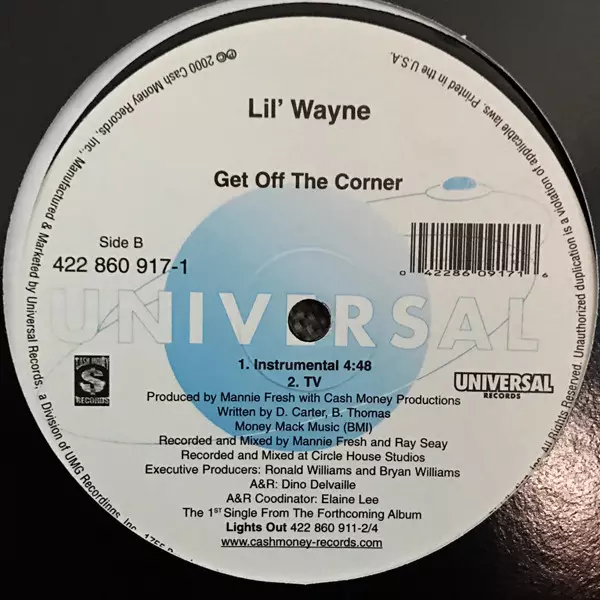 Lil' Wayne
Get Off The Corner
Side B
422 860 917-1
0 42286 09171 6
UNIVERSAL
1. Instrumental 4:48
2. TV
Produced by Mannie Fresh with Cash Money Productions
Written by D. Carter, B. Thomas
Money Mack Music (BMI)
Recorded and Mixed by Mannie Fresh and Ray Seay
Recorded and Mixed at Circle House Studios
Executive Producers: Ronald Williams and Bryan Williams
A&R: Dino Delvaille
A&R Coodinator: Elaine Lee
The 1ST Single From The Forthcoming Album
Lights Out 422 860 911-2/4
www.cashmoney-records.com
CASH MONEY
$
RECORDS
UNIVERSAL
RECORDS
℗© 2000 Cash Money Records, Inc., Manufactured & Marketed by Universal Records, a Division of UMG Recordings, Inc., 1755
All Rights Reserved. Unauthorized duplication is a violation of applicable laws. Printed in the U.S.A.